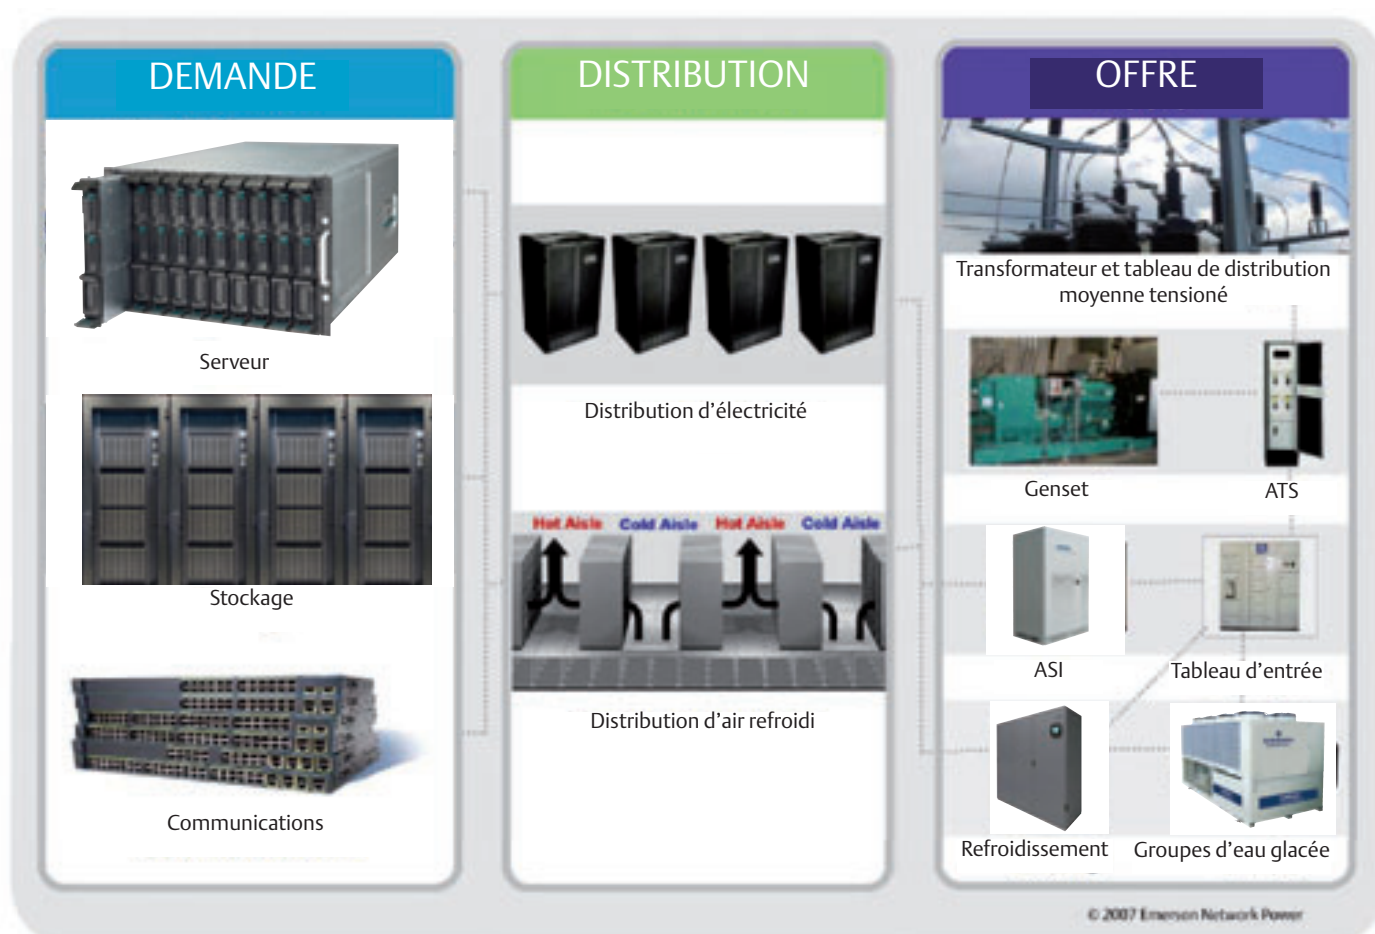 DEMANDE
Serveur
Stockage
Communications
DISTRIBUTION
Distribution d'électricité
Hot Aisle Cold Aisle Hot Aisle Cold Aisle
Distribution d'air refroidi
OFFRE
Transformateur et tableau de distribution
moyenne tensioné
Genset
ATS
ASI
Tableau d'entrée
Refroidissement
Groupes d'eau glacée
© 2007 Emerson Network Power